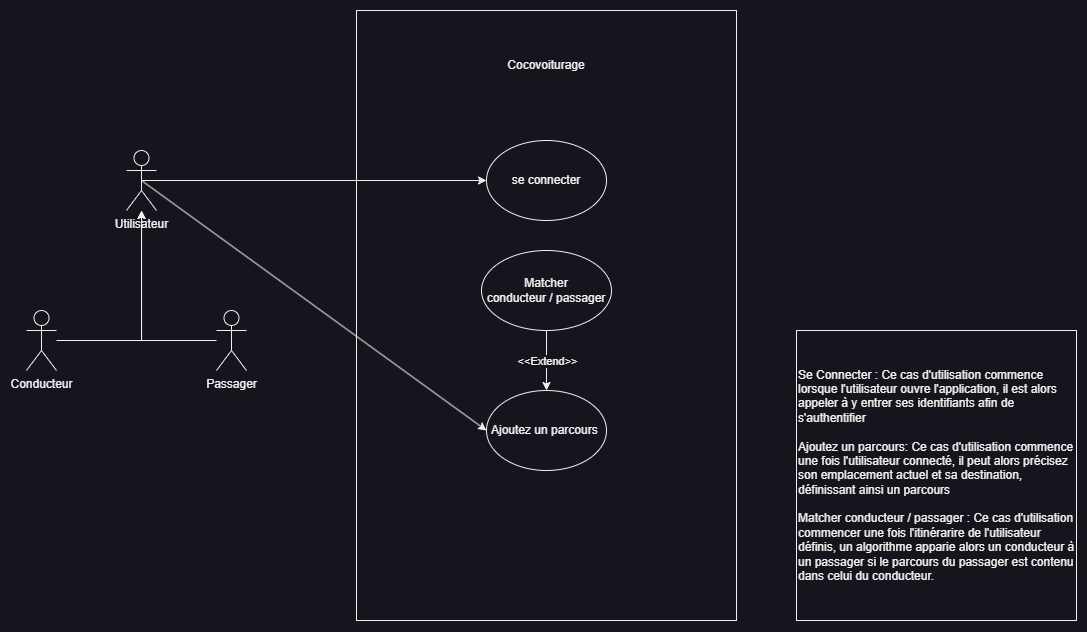 Cocovoiturage
se connecter
Utilisateur
Matcher
conducteur / passager
<<Extend>>
Conducteur
Passager
Ajoutez un parcours
Se Connecter : Ce cas d'utilisation commence
lorsque l'utilisateur ouvre l'application, il est alors
appeler à y entrer ses identifiants afin de
s'authentifier
Ajoutez un parcours: Ce cas d'utilisation commence
une fois l'utilisateur connecté, il peut alors précisez
son emplacement actuel et sa destination,
définissant ainsi un parcours
Matcher conducteur / passager : Ce cas d'utilisation
commencer une fois l'itinérarire de l'utilisateur
définis, un algorithme apparie alors un conducteur à
un passager si le parcours du passager est contenu
dans celui du conducteur.